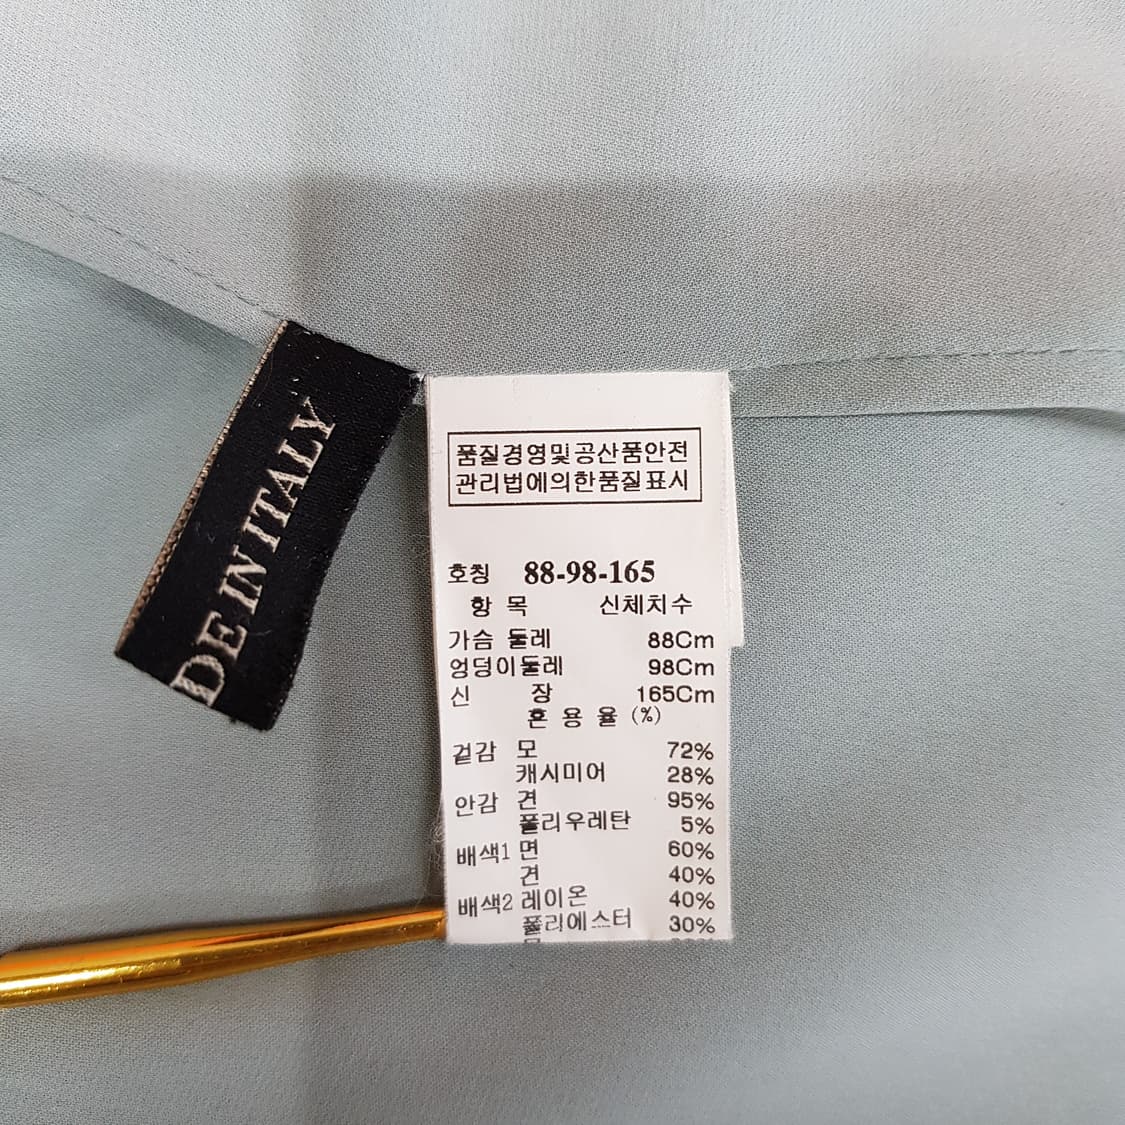 DE IN ITALY
품질경영및공산품안전
관리법에의한품질표시
호칭 88-98-165
항 목 신체치수
가슴 둘레 88Cm
엉덩이둘레 98Cm
신 장 165Cm
혼 용 율 (%)
겉감 모 72%
캐시미어 28%
안감 견 95%
폴리우레탄 5%
배색1 면 60%
견 40%
배색2 레이온 40%
폴리에스터 30%